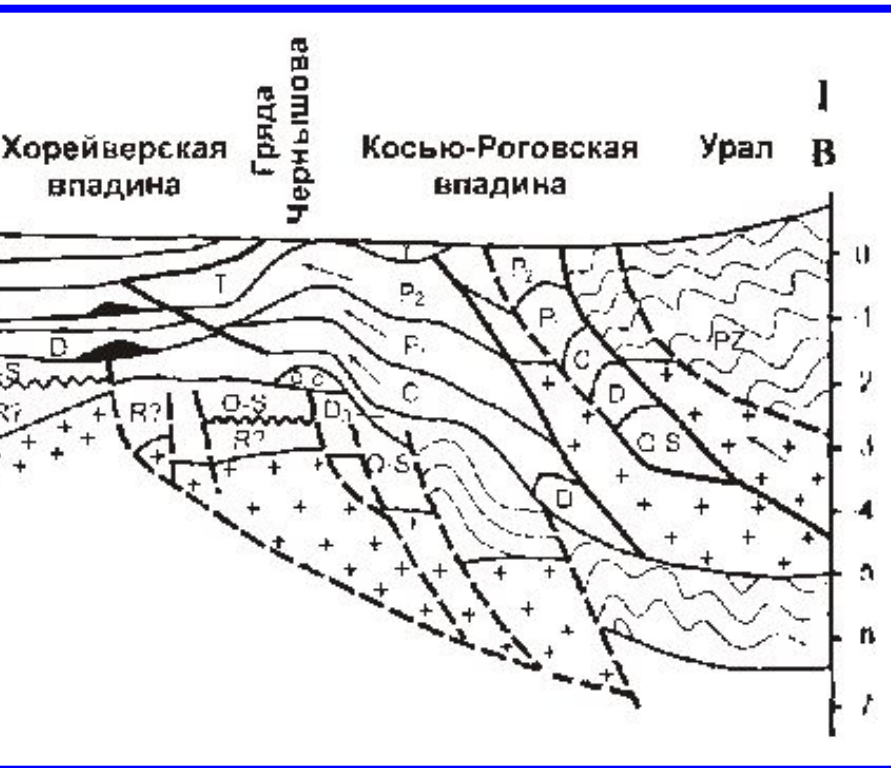 I
В
Хорейверская
впадина
Гряда
Чернышова
Косью-Роговская
впадина
Урал
0
1
2
3
4
5
6
7
T
P₂
P₂
P
P
C
C
D
D
D
PZ
O-S
R?
R?
R?
D₃
O-S
O S
S